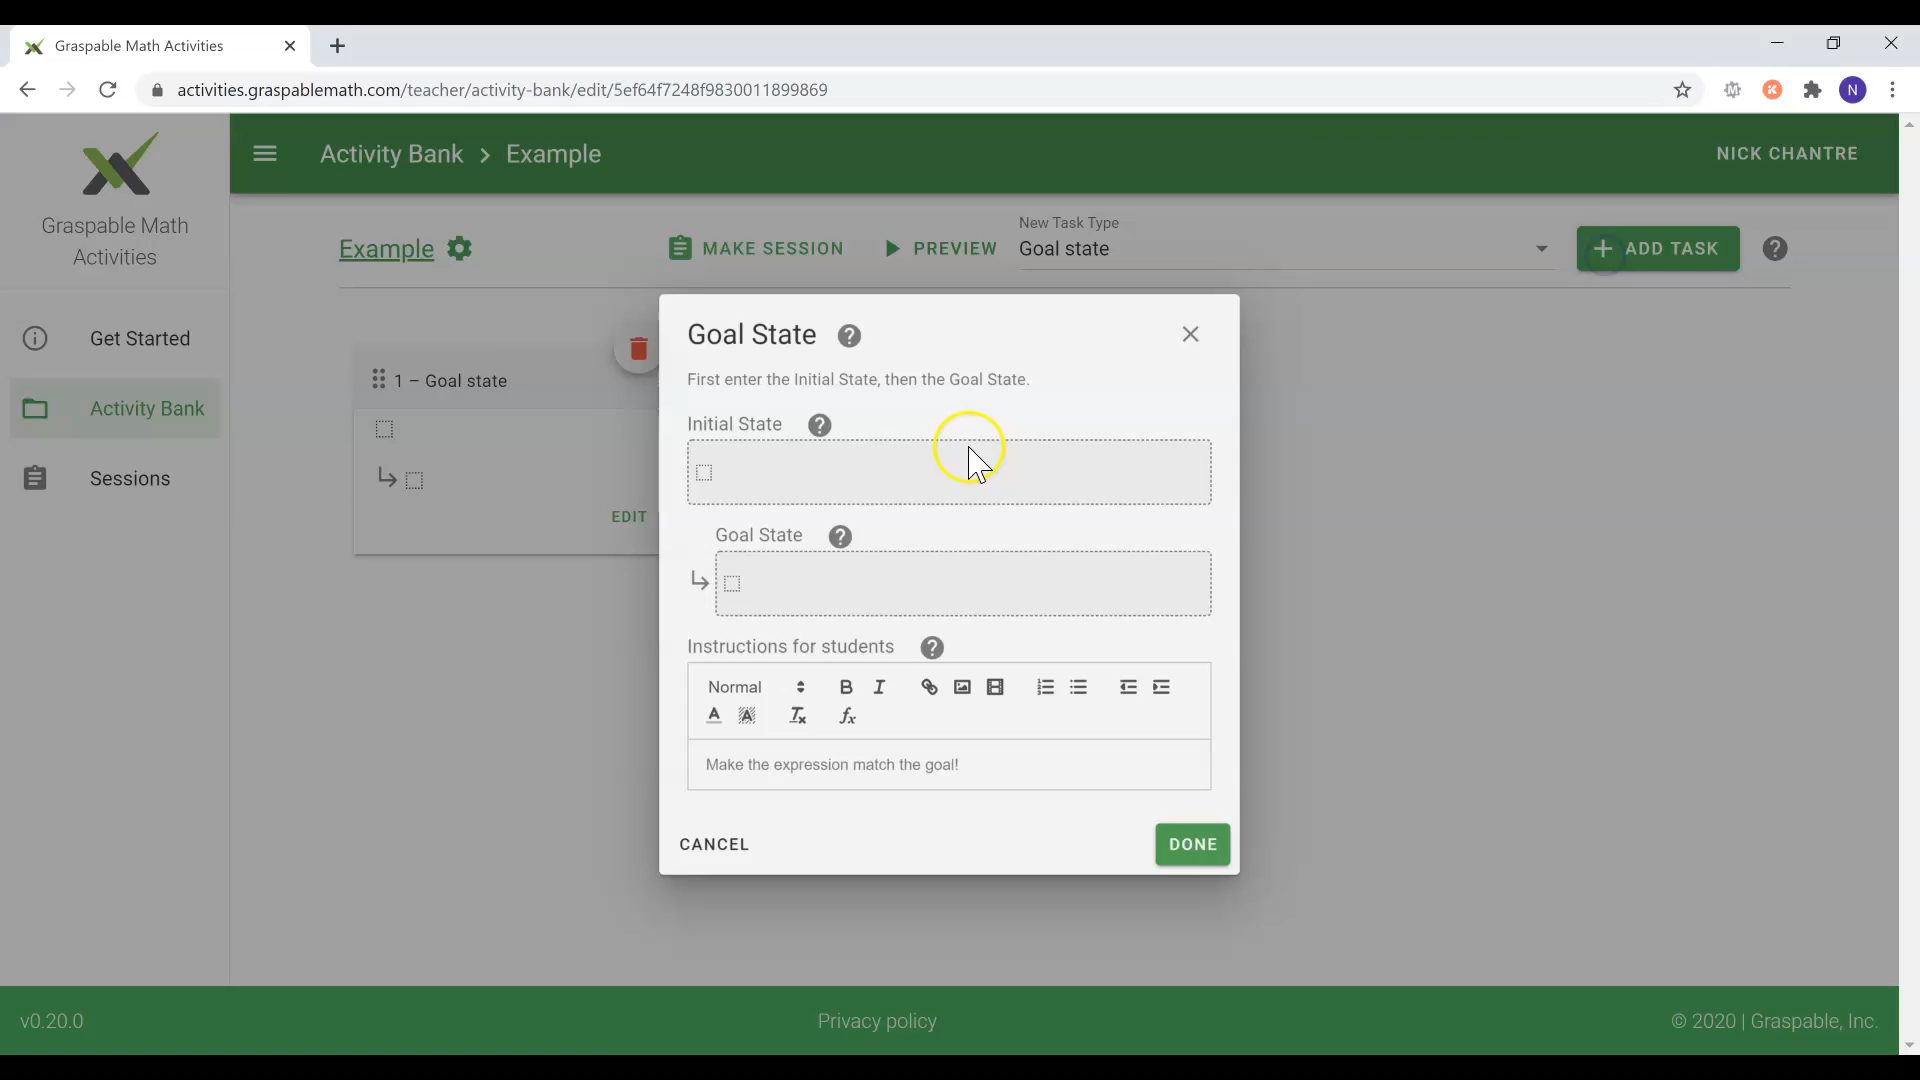 Graspable Math Activities
activities.graspablemath.com/teacher/activity-bank/edit/5ef64f7248f9830011899869
N
Graspable Math
Activities
Activity Bank > Example
NICK CHANTRE
Get Started
Activity Bank
Sessions
Example
MAKE SESSION
PREVIEW
New Task Type
Goal state
ADD TASK
1 – Goal state
EDIT
Goal State
First enter the Initial State, then the Goal State.
Initial State
Goal State
Instructions for students
Normal
Make the expression match the goal!
CANCEL
DONE
v0.20.0
Privacy policy
© 2020 | Graspable, Inc.